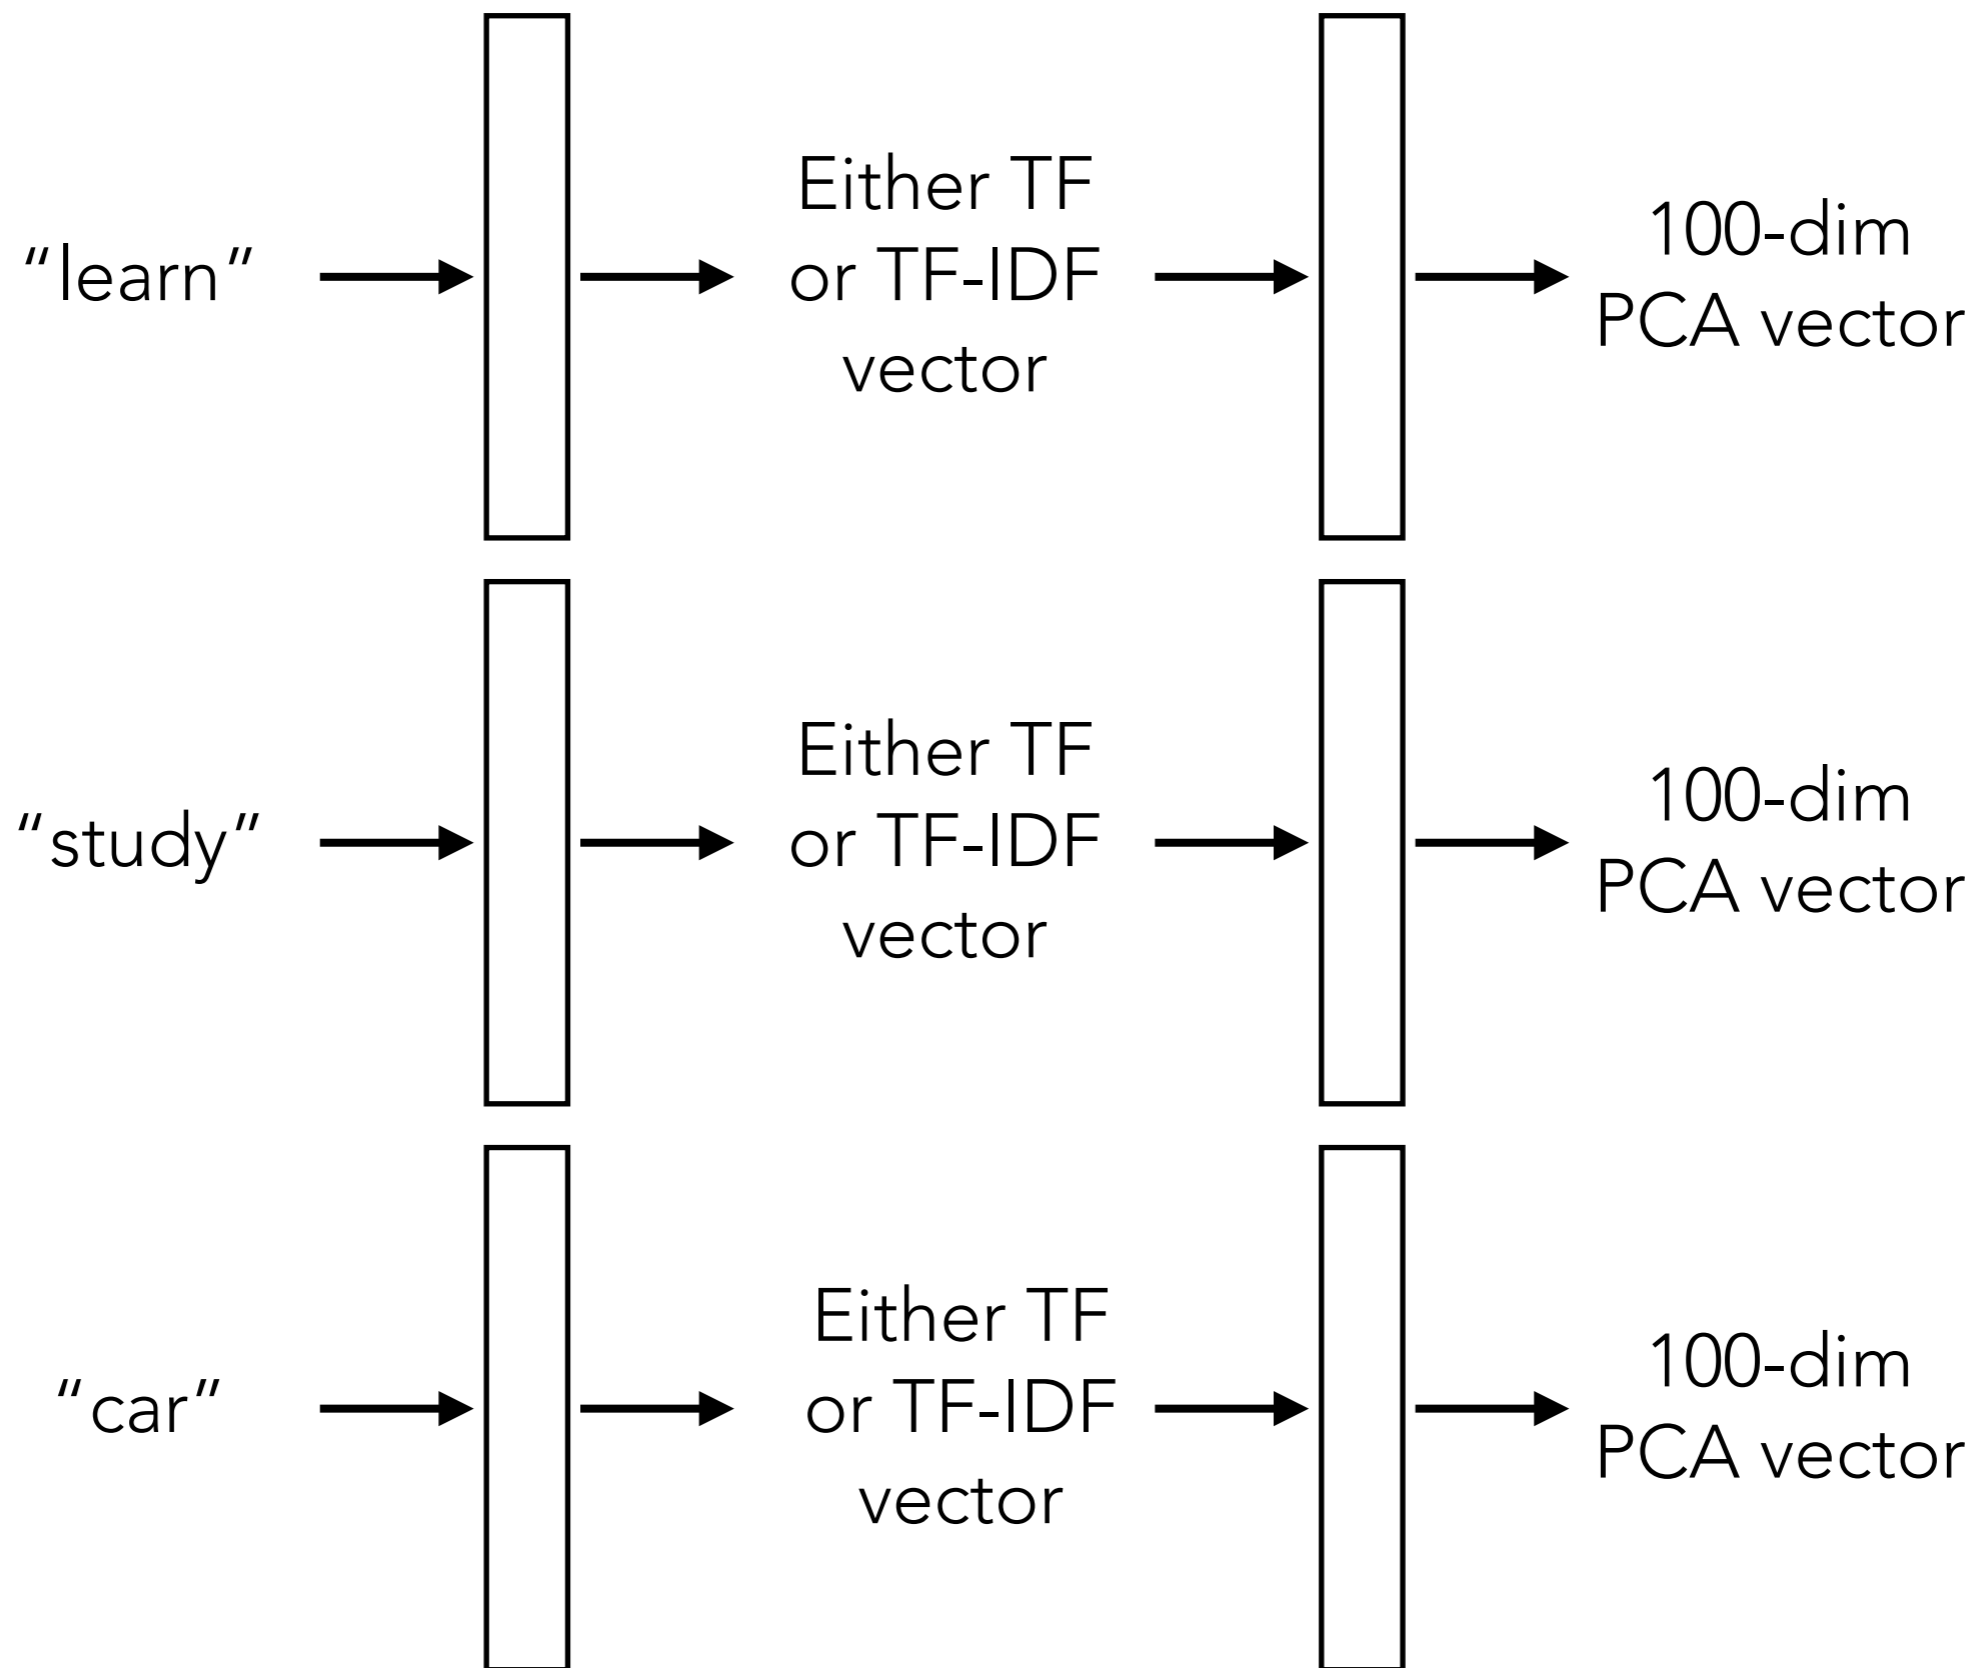 “learn”
Either TF
or TF-IDF
vector
100-dim
PCA vector
“study”
Either TF
or TF-IDF
vector
100-dim
PCA vector
“car”
Either TF
or TF-IDF
vector
100-dim
PCA vector